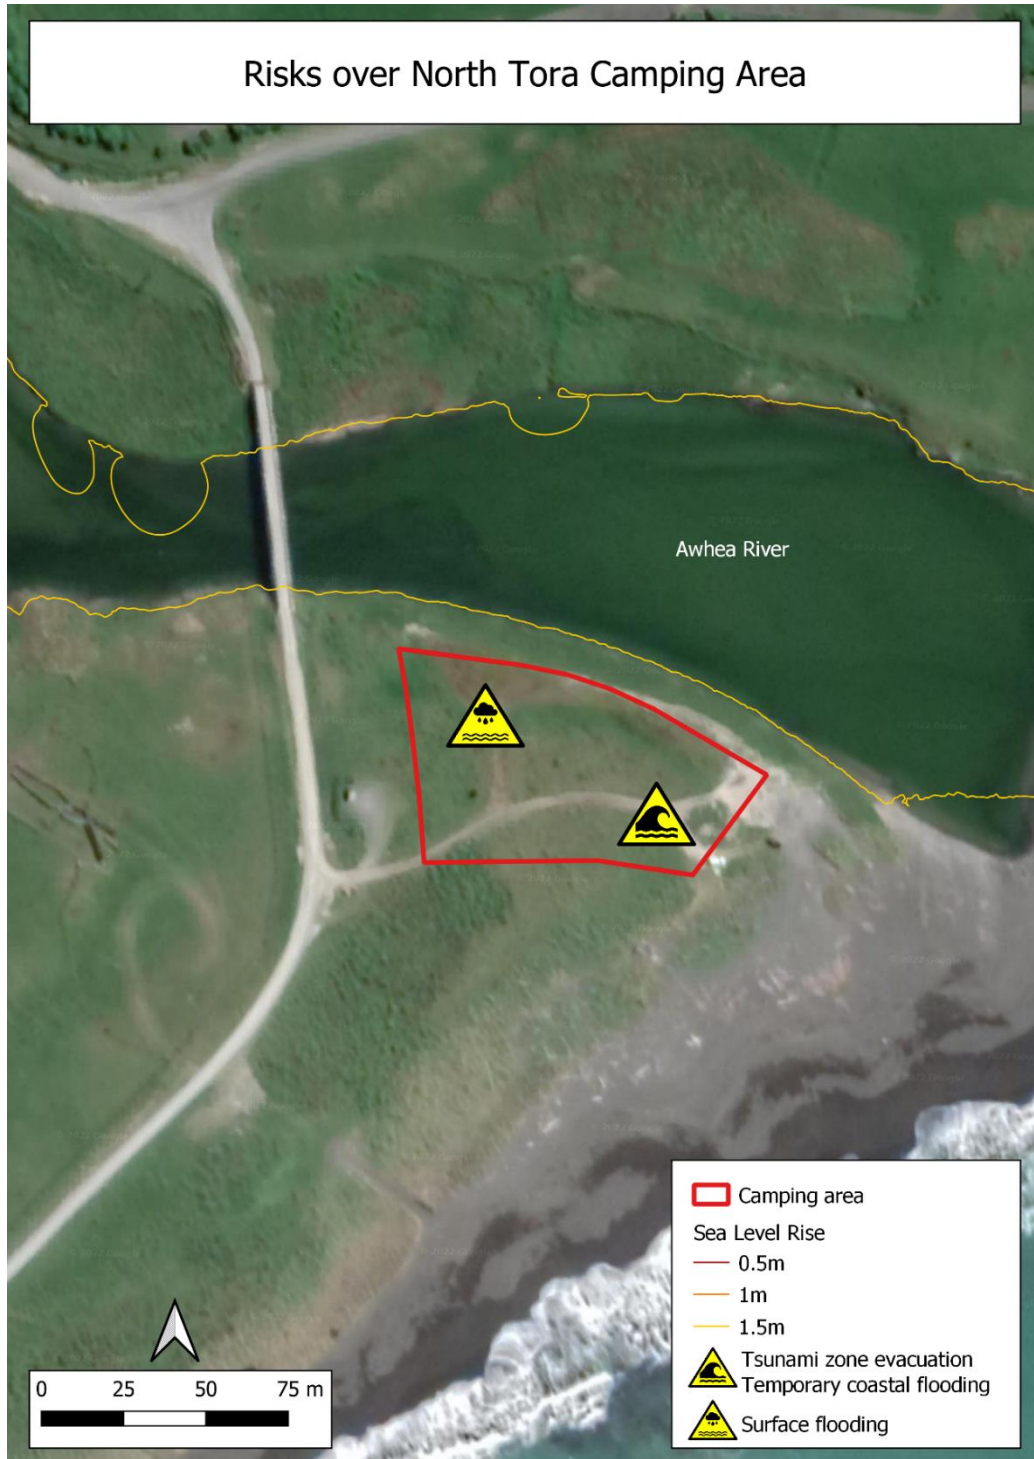 Risks over North Tora Camping Area
Awhea River
Camping area
Sea Level Rise
0.5m
1m
1.5m
Tsunami zone evacuation
Temporary coastal flooding
Surface flooding
0 25 50 75 m